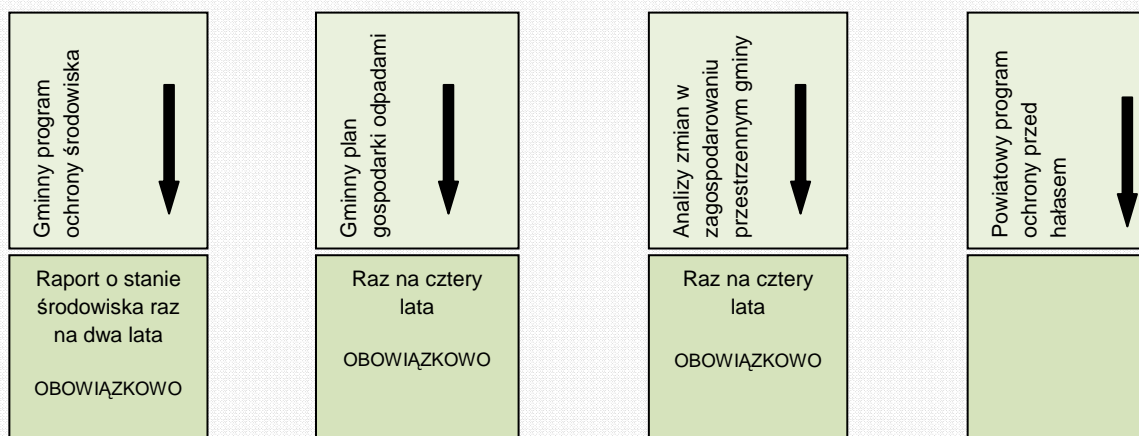 Gminny program
ochrony środowiska
Raport o stanie
środowiska raz
na dwa lata
OBOWIĄZKOWO
Gminny plan
gospodarki odpadami
Raz na cztery
lata
OBOWIĄZKOWO
Analizy zmian w
zagospodarowaniu
przestrzennym gminy
Raz na cztery
lata
OBOWIĄZKOWO
Powiatowy program
ochrony przed
hałasem